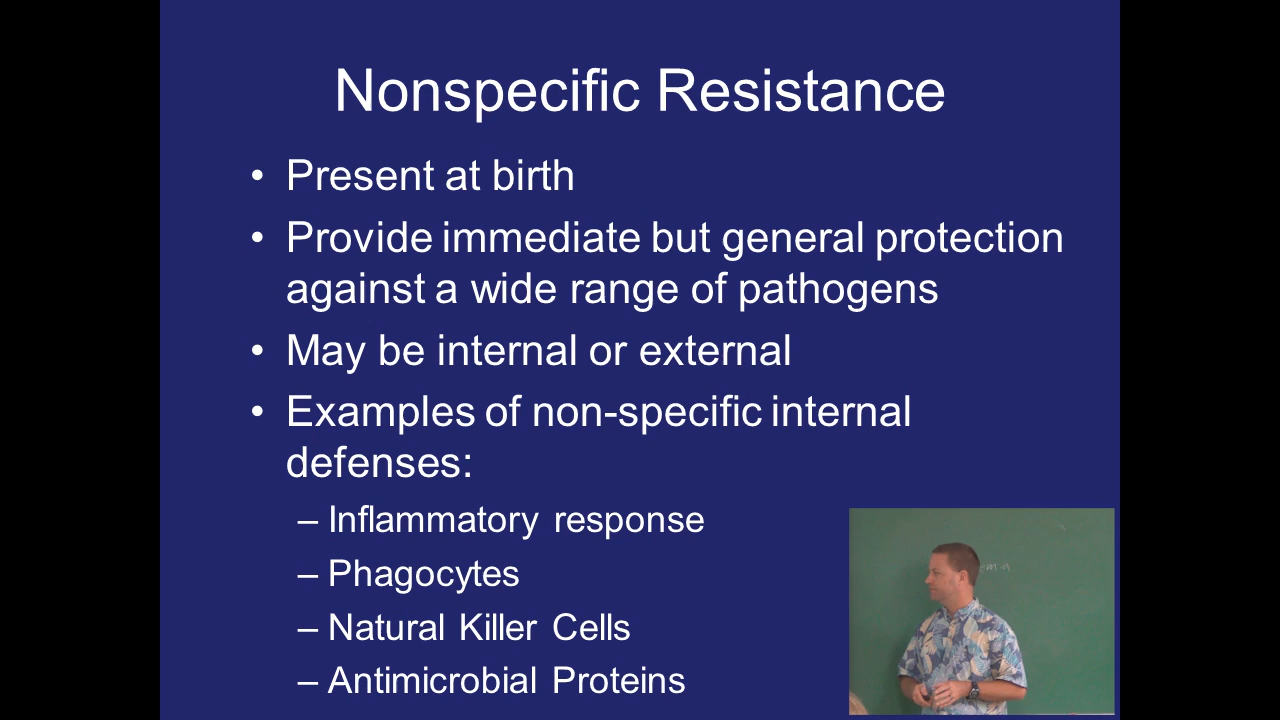 Nonspecific Resistance
• Present at birth
• Provide immediate but general protection
against a wide range of pathogens
• May be internal or external
• Examples of non-specific internal
defenses:
– Inflammatory response
– Phagocytes
– Natural Killer Cells
– Antimicrobial Proteins